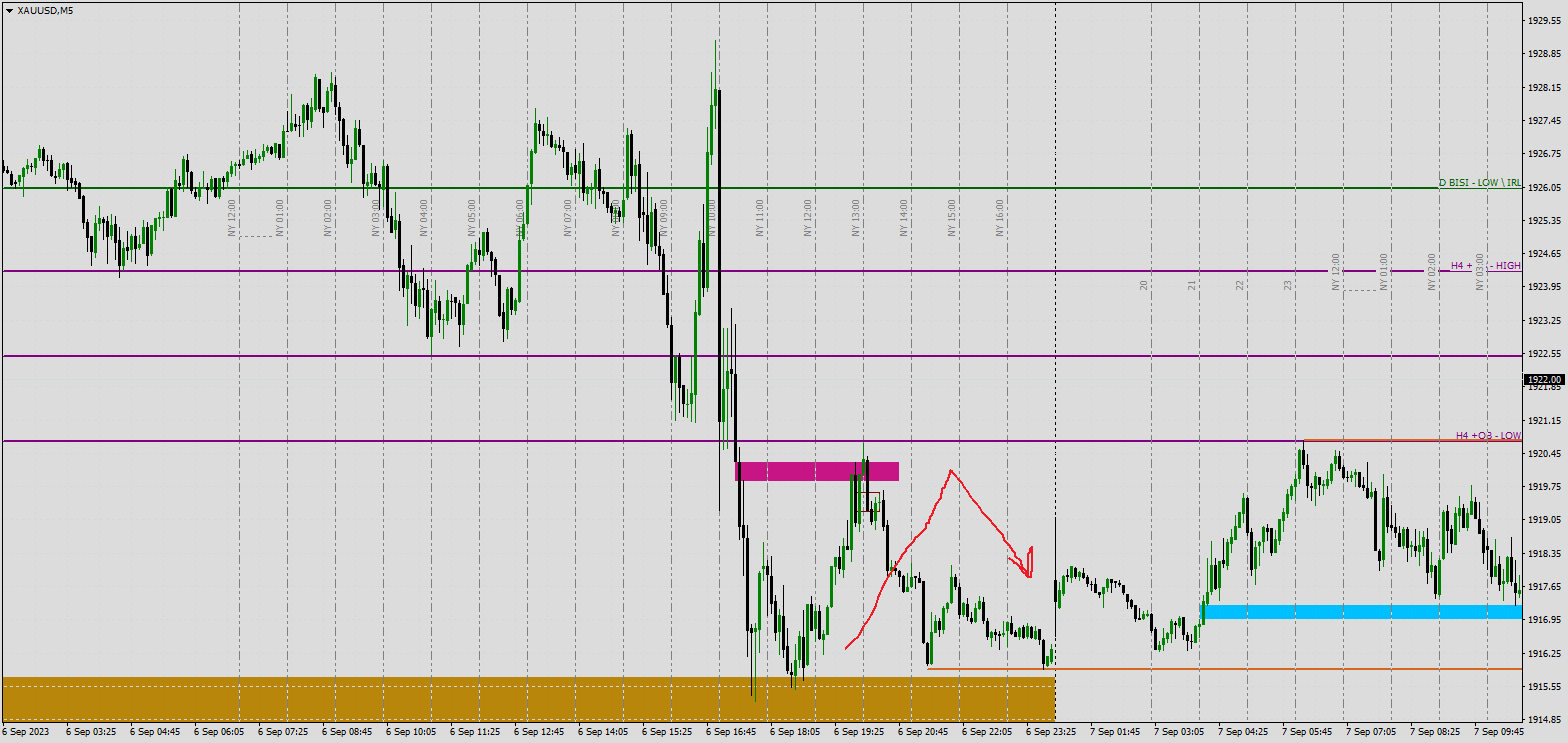 XAUUSD,M5
1929.55
1928.85
1928.15
1927.45
1926.75
D BISI - LOW \ IRL
1926.05
NY 12:00
NY 01:00
NY 02:00
NY 03:00
NY 04:00
NY 05:00
NY 06:00
NY 07:00
NY 09:00
NY 10:00
NY 11:00
NY 12:00
NY 13:00
NY 14:00
NY 15:00
NY 16:00
1925.35
1924.65
H4 + - HIGH
20
21
22
23
NY 12:00
NY 01:00
NY 02:00
NY 03:00
1923.95
1923.25
1922.55
1922.00
1921.85
1921.15
H4 +OB - LOW
1920.45
1919.75
1919.05
1918.35
1917.65
1916.95
1916.25
1915.55
1914.85
6 Sep 2023
6 Sep 03:25
6 Sep 04:45
6 Sep 06:05
6 Sep 07:25
6 Sep 08:45
6 Sep 10:05
6 Sep 11:25
6 Sep 12:45
6 Sep 14:05
6 Sep 15:25
6 Sep 16:45
6 Sep 18:05
6 Sep 19:25
6 Sep 20:45
6 Sep 22:05
6 Sep 23:25
7 Sep 01:45
7 Sep 03:05
7 Sep 04:25
7 Sep 05:45
7 Sep 07:05
7 Sep 08:25
7 Sep 09:45